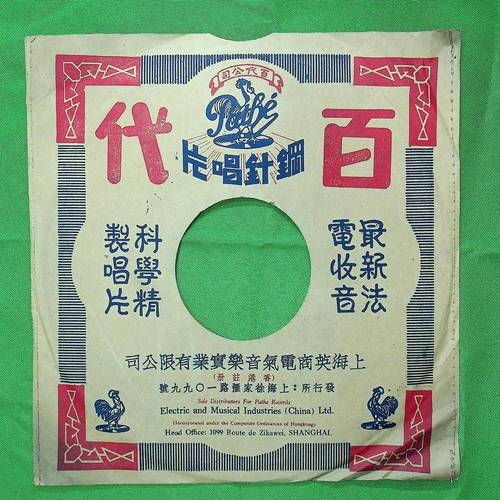 百代公司
Pathé
百代
鋼針唱片
最新法
電收音
科學精
製唱片
上海英商電氣音樂實業有限公司
(香港註册)
發行所：上海徐家匯路一〇九九號
Sole Distributors For Pathe Records
Electric and Musical Industries (China) Ltd.
(Incorporated under the Companies Ordinances of Hongkong)
Head Office: 1099 Route de Zikawei, SHANGHAI.